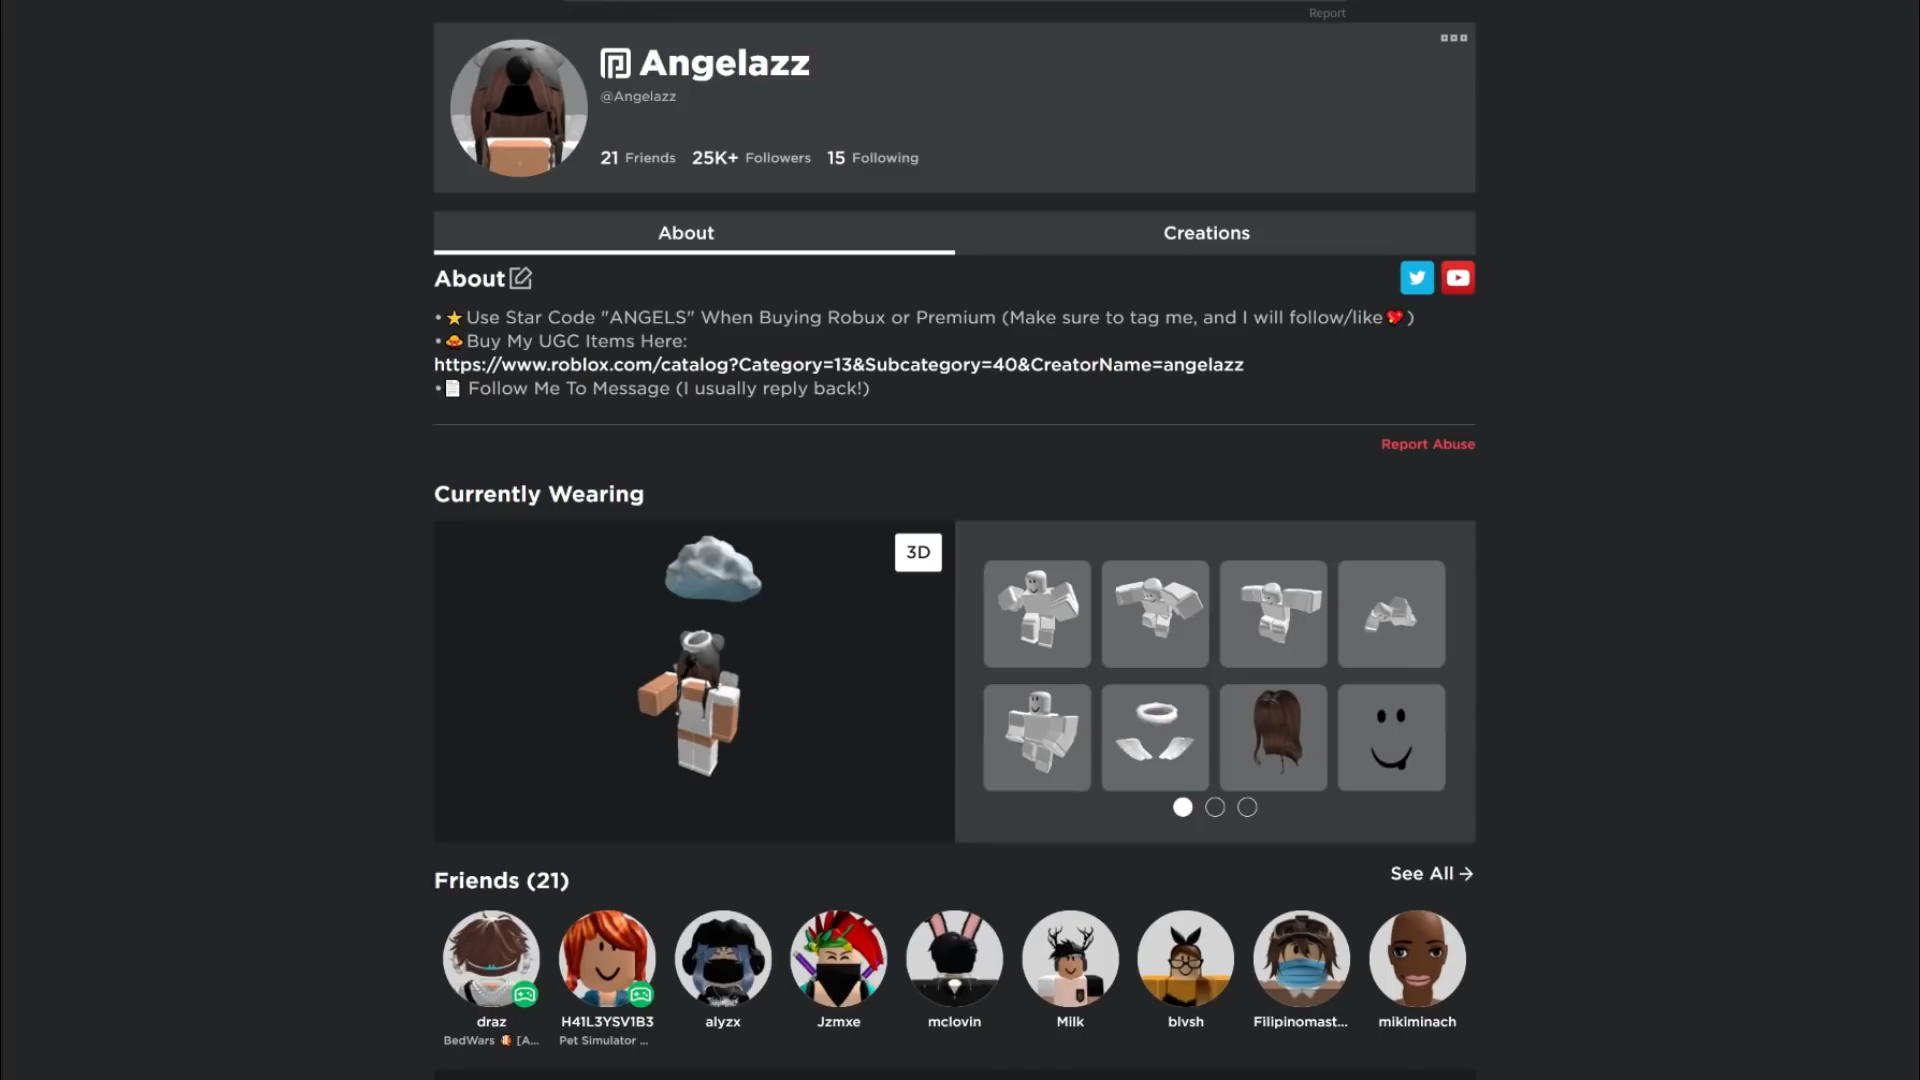 Report
Angelazz
@Angelazz
21 Friends 25K+ Followers 15 Following
About Creations
About
• ⭐Use Star Code "ANGELS" When Buying Robux or Premium (Make sure to tag me, and I will follow/like💖)
• 👒Buy My UGC Items Here:
https://www.roblox.com/catalog?Category=13&Subcategory=40&CreatorName=angelazz
•📄 Follow Me To Message (I usually reply back!)
Report Abuse
Currently Wearing
3D
Friends (21) See All →
draz H41L3YSV1B3 alyzx Jzmxe mclovin Milk blvsh Filipinomast... mikiminach
BedWars [A... Pet Simulator ...